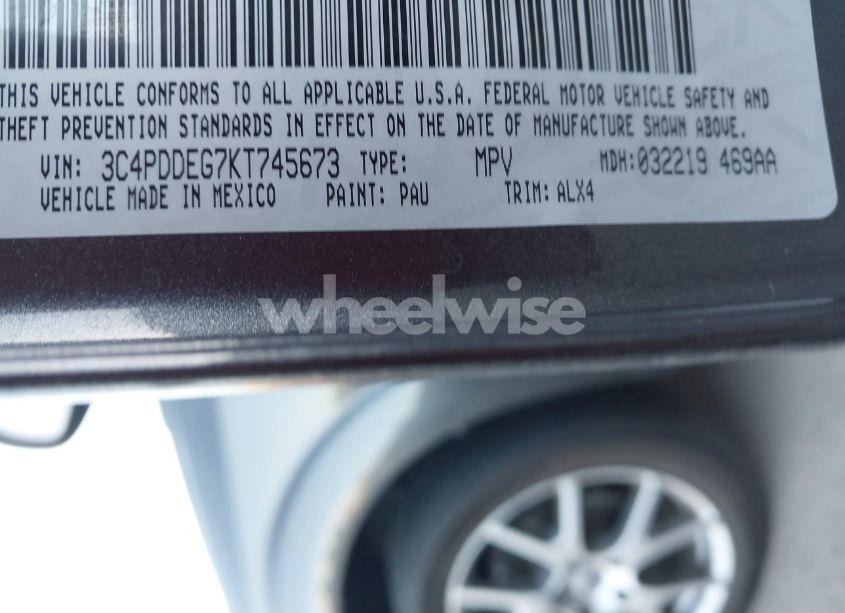 THIS VEHICLE CONFORMS TO ALL APPLICABLE U.S.A. FEDERAL MOTOR VEHICLE SAFETY AND
THEFT PREVENTION STANDARDS IN EFFECT ON THE DATE OF MANUFACTURE SHOWN ABOVE.
VIN: 3C4PDDEG7KT745673 TYPE: MPV MDH: 032219 469AA
VEHICLE MADE IN MEXICO PAINT: PAU TRIM: ALX4
wheelwise